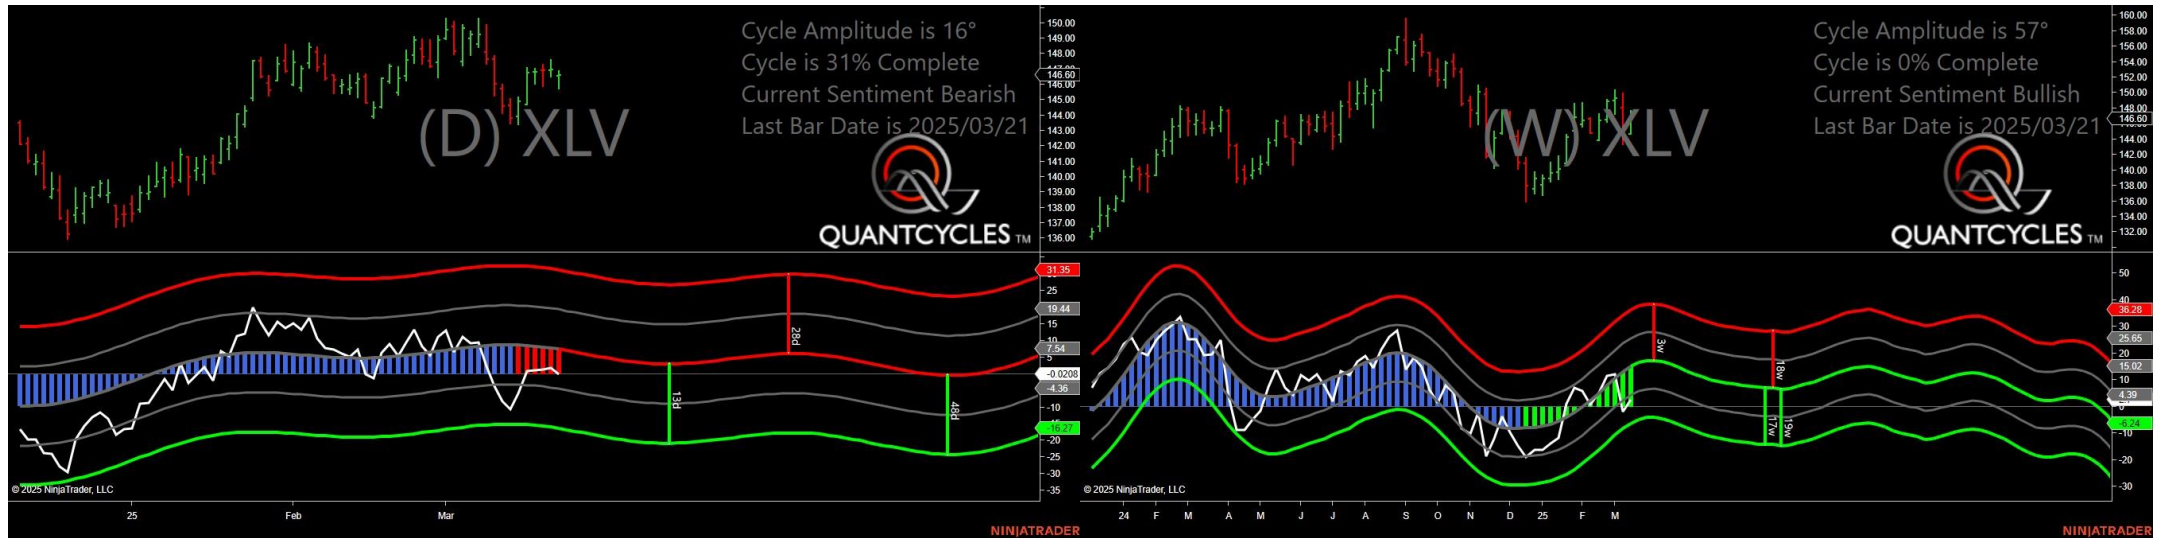 Cycle Amplitude is 16°
Cycle is 31% Complete
Current Sentiment Bearish
Last Bar Date is 2025/03/21
(D) XLV
QUANTCYCLES TM
150.00
149.00
148.00
146.60
146.00
145.00
144.00
143.00
142.00
141.00
140.00
139.00
138.00
137.00
136.00
31.35
25
19.44
15
10
7.54
5
-0.0208
-4.36
-10
-16.27
-20
-25
-30
-35
28d
13d
48d
© 2025 NinjaTrader, LLC
25 Feb Mar
NINJATRADER
Cycle Amplitude is 57°
Cycle is 0% Complete
Current Sentiment Bullish
Last Bar Date is 2025/03/21
(W) XLV
QUANTCYCLES TM
160.00
158.00
156.00
154.00
152.00
150.00
148.00
146.60
144.00
142.00
140.00
138.00
136.00
134.00
132.00
50
40
36.28
30
25.65
20
15.02
10
4.39
0
-6.24
-10
-20
-30
3w
18w
17w
19w
© 2025 NinjaTrader, LLC
24 F M A M J J A S O N D 25 F M
NINJATRADER